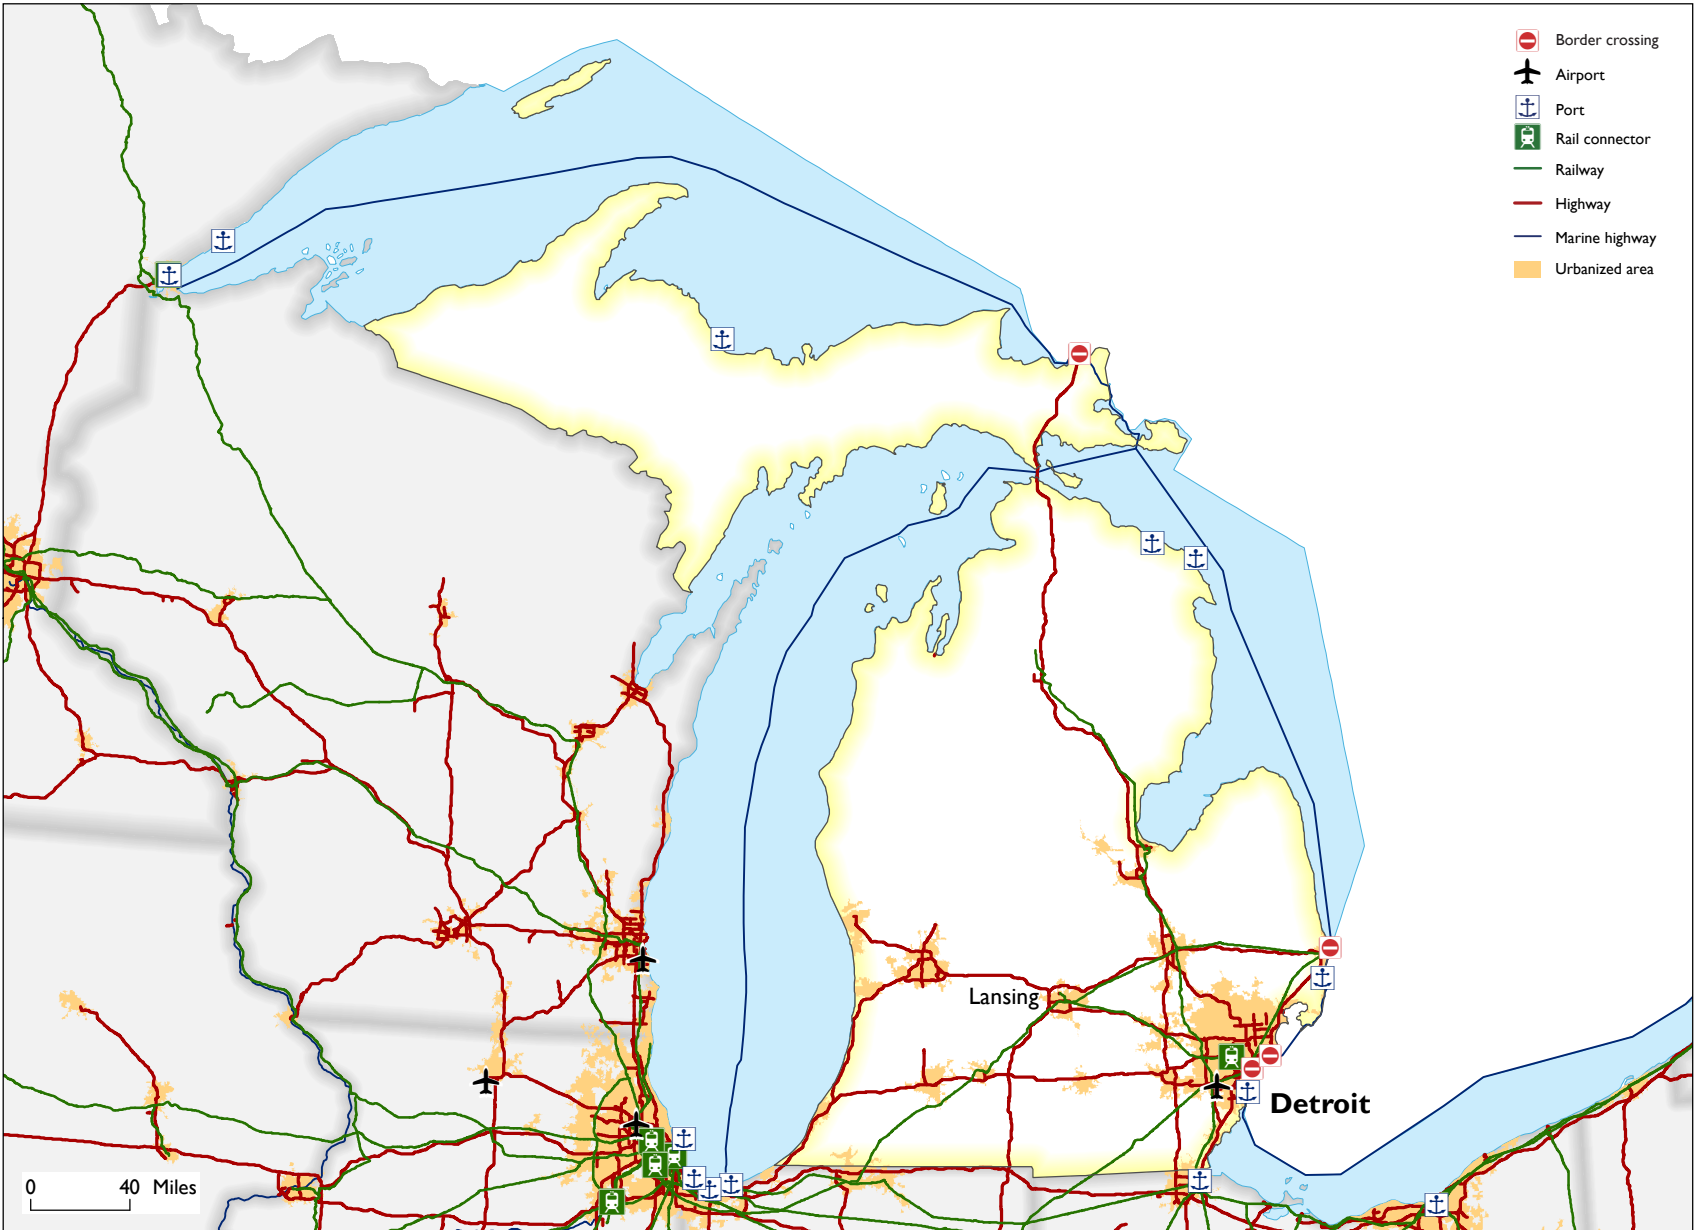 Border crossing
Airport
Port
Rail connector
Railway
Highway
Marine highway
Urbanized area
Lansing
Detroit
0 40 Miles